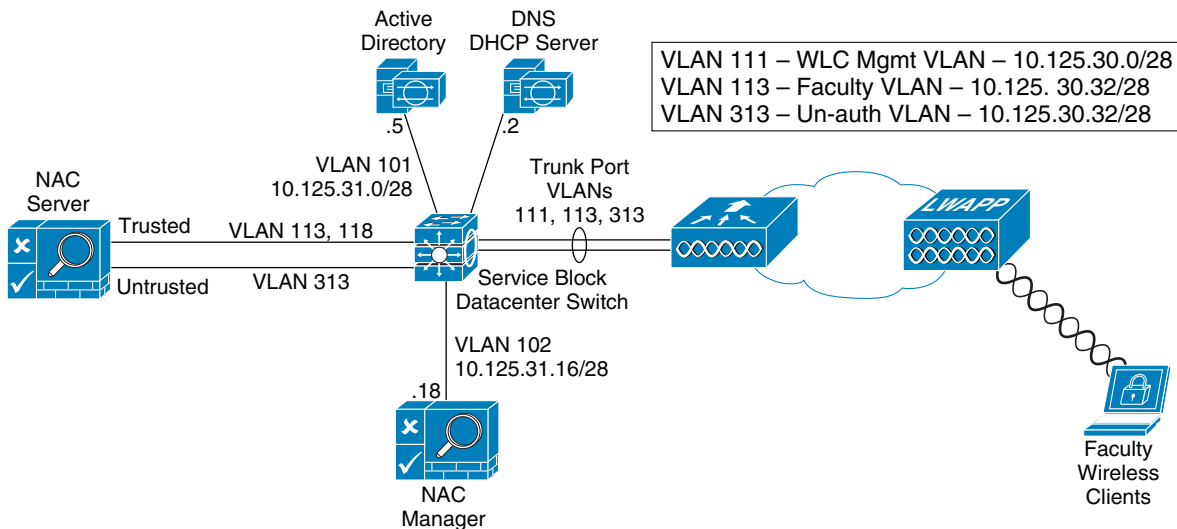 Active
Directory
DNS
DHCP Server
VLAN 111 – WLC Mgmt VLAN – 10.125.30.0/28
VLAN 113 – Faculty VLAN – 10.125. 30.32/28
VLAN 313 – Un-auth VLAN – 10.125.30.32/28
.5
.2
VLAN 101
10.125.31.0/28
Trunk Port
VLANs
111, 113, 313
NAC
Server
Trusted
VLAN 113, 118
LWAPP
Untrusted
VLAN 313
Service Block
Datacenter Switch
VLAN 102
10.125.31.16/28
.18
NAC
Manager
Faculty
Wireless
Clients